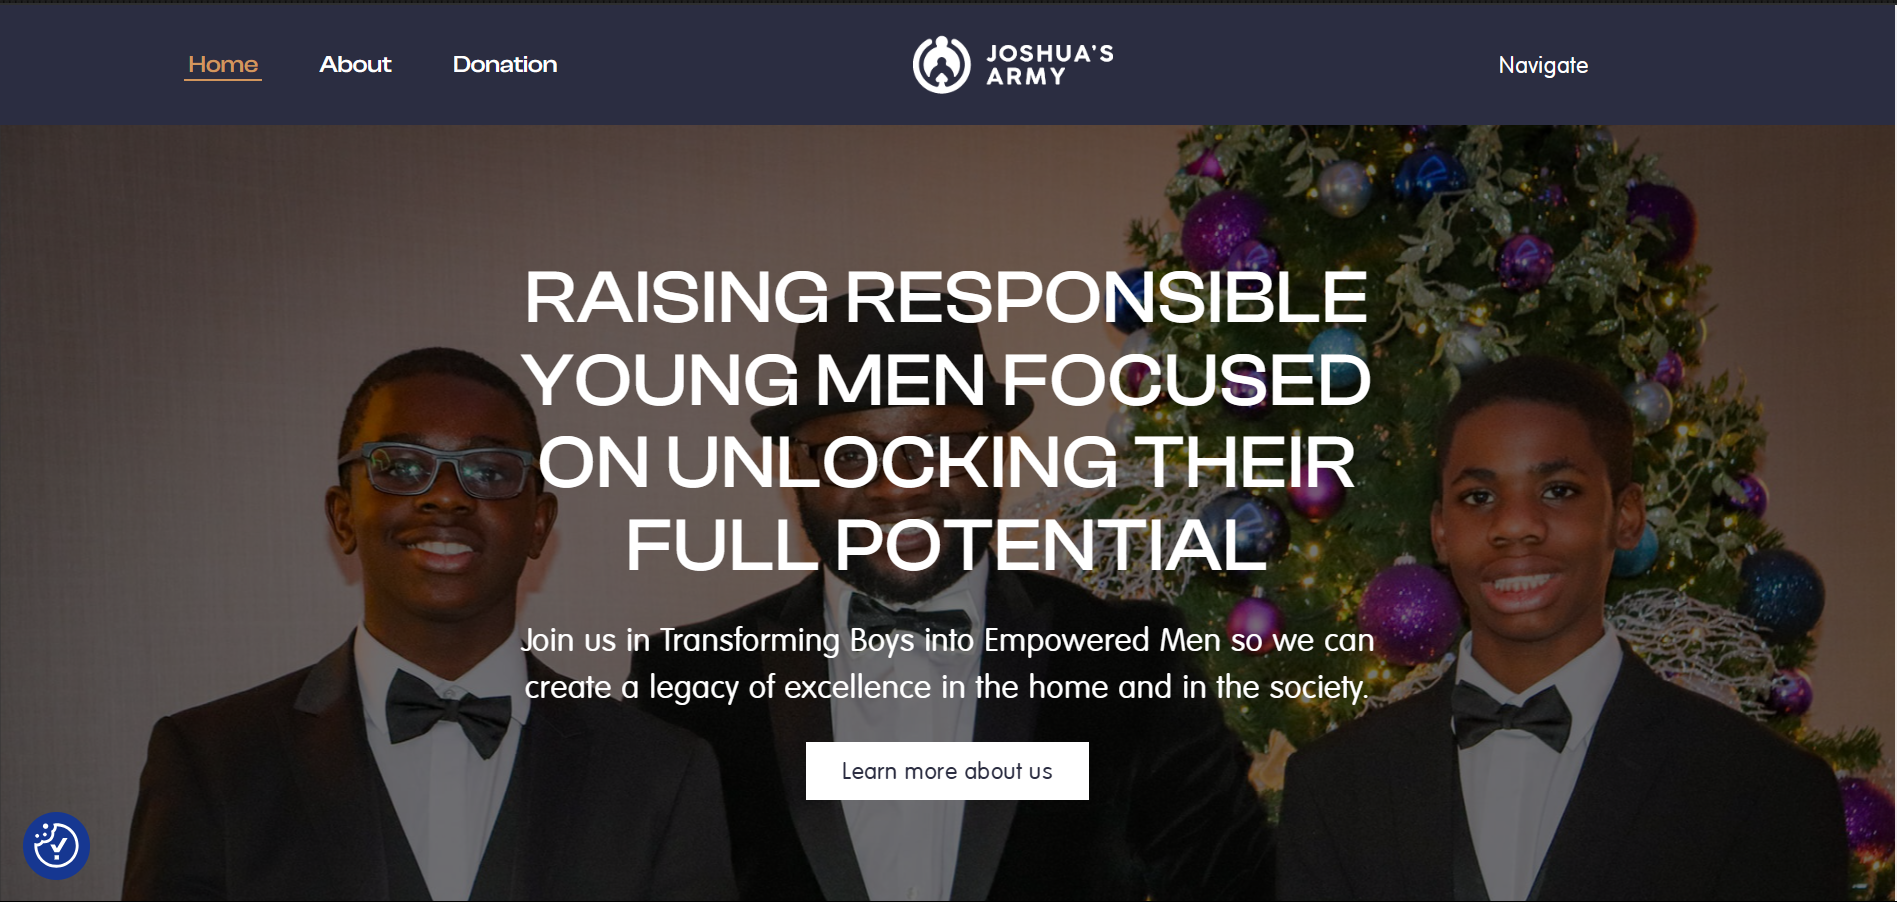 Home
About
Donation
JOSHUA'S
ARMY
Navigate
RAISING RESPONSIBLE
YOUNG MEN FOCUSED
ON UNLOCKING THEIR
FULL POTENTIAL
Join us in Transforming Boys into Empowered Men so we can
create a legacy of excellence in the home and in the society.
Learn more about us